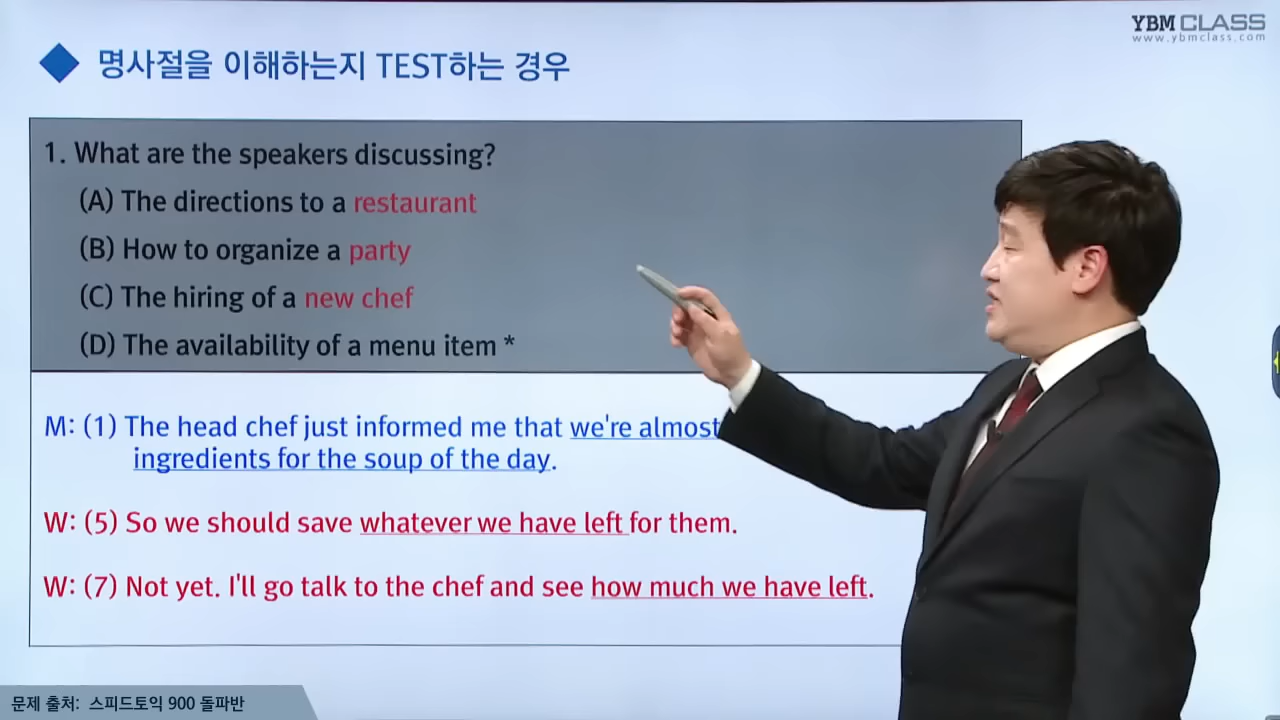 YBM CLASS
www.ybmclass.com
명사절을 이해하는지 TEST하는 경우
1. What are the speakers discussing?
(A) The directions to a restaurant
(B) How to organize a party
(C) The hiring of a new chef
(D) The availability of a menu item *
M: (1) The head chef just informed me that we're almost
ingredients for the soup of the day.
W: (5) So we should save whatever we have left for them.
W: (7) Not yet. I'll go talk to the chef and see how much we have left.
문제 출처: 스피드토익 900 돌파반